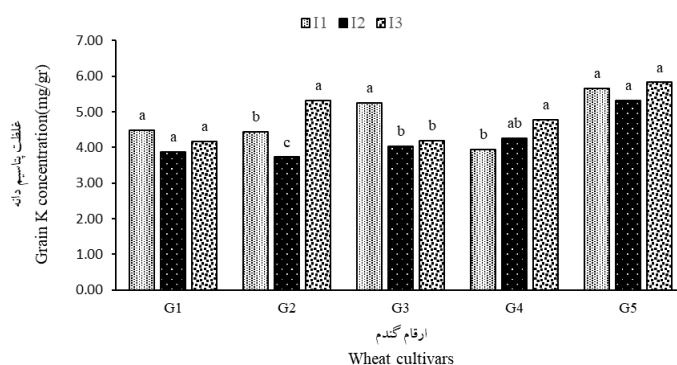 I1 I2 I3
7.00
6.00
5.00
4.00
3.00
2.00
1.00
0.00
غلظت پتاسیم دانه
Grain K concentration(mg/gr)
a a a
b c a
a b b
b ab a
a a a
G1 G2 G3 G4 G5
ارقام گندم
Wheat cultivars